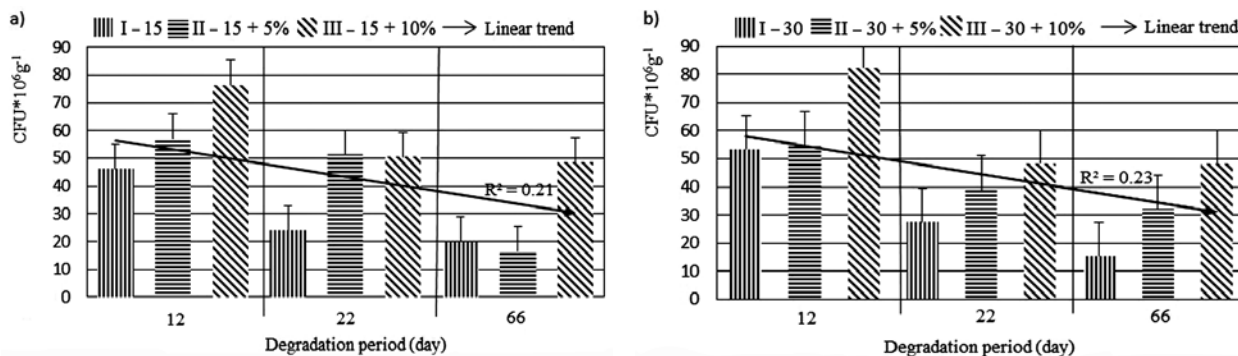 a)
I – 15 II – 15 + 5% III – 15 + 10% Linear trend
CFU*10⁶g⁻¹
90
80
70
60
50
40
30
20
10
0
R² = 0.21
12 22 66
Degradation period (day)
b)
I – 30 II – 30 + 5% III – 30 + 10% Linear trend
CFU*10⁶g⁻¹
90
80
70
60
50
40
30
20
10
0
R² = 0.23
12 22 66
Degradation period (day)